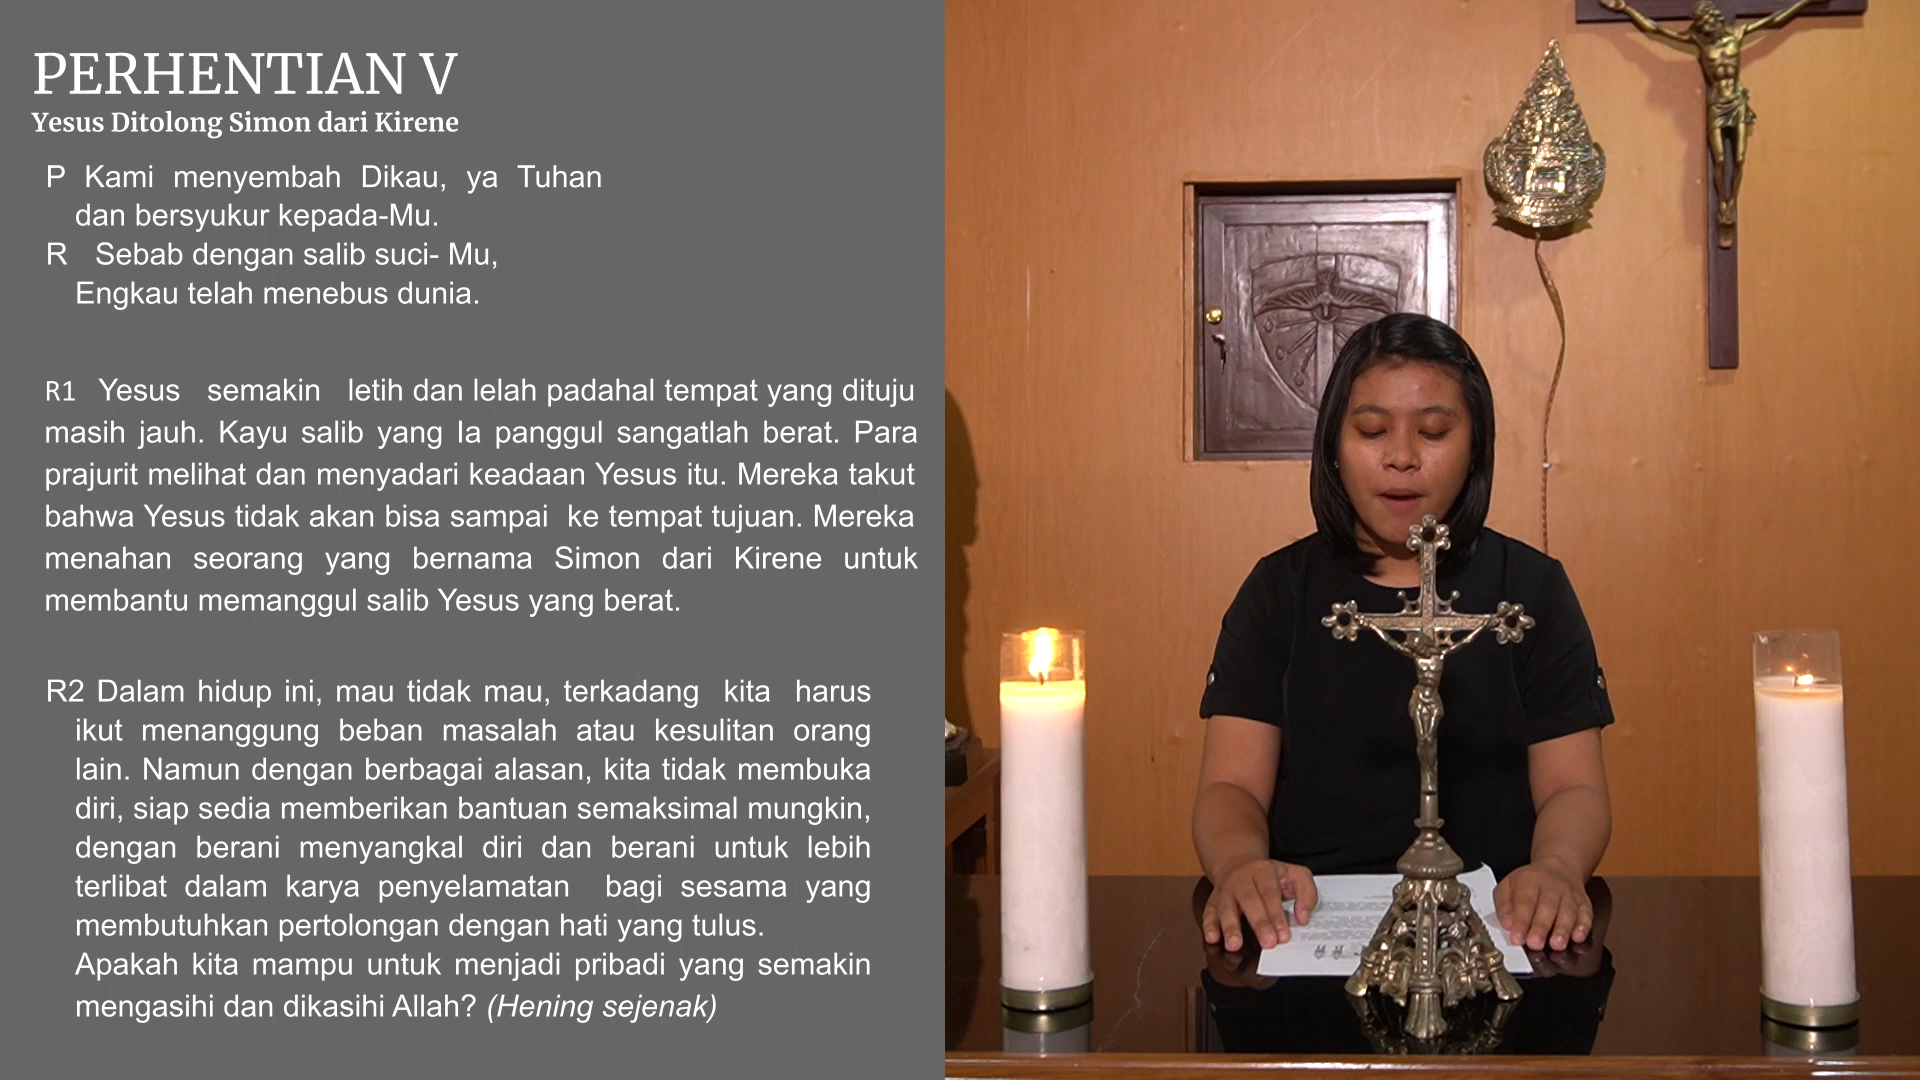 PERHENTIAN V
Yesus Ditolong Simon dari Kirene
P Kami menyembah Dikau, ya Tuhan
dan bersyukur kepada-Mu.
R Sebab dengan salib suci- Mu,
Engkau telah menebus dunia.
R1 Yesus semakin letih dan lelah padahal tempat yang dituju
masih jauh. Kayu salib yang Ia panggul sangatlah berat. Para
prajurit melihat dan menyadari keadaan Yesus itu. Mereka takut
bahwa Yesus tidak akan bisa sampai ke tempat tujuan. Mereka
menahan seorang yang bernama Simon dari Kirene untuk
membantu memanggul salib Yesus yang berat.
R2 Dalam hidup ini, mau tidak mau, terkadang kita harus
ikut menanggung beban masalah atau kesulitan orang
lain. Namun dengan berbagai alasan, kita tidak membuka
diri, siap sedia memberikan bantuan semaksimal mungkin,
dengan berani menyangkal diri dan berani untuk lebih
terlibat dalam karya penyelamatan bagi sesama yang
membutuhkan pertolongan dengan hati yang tulus.
Apakah kita mampu untuk menjadi pribadi yang semakin
mengasihi dan dikasihi Allah? (Hening sejenak)